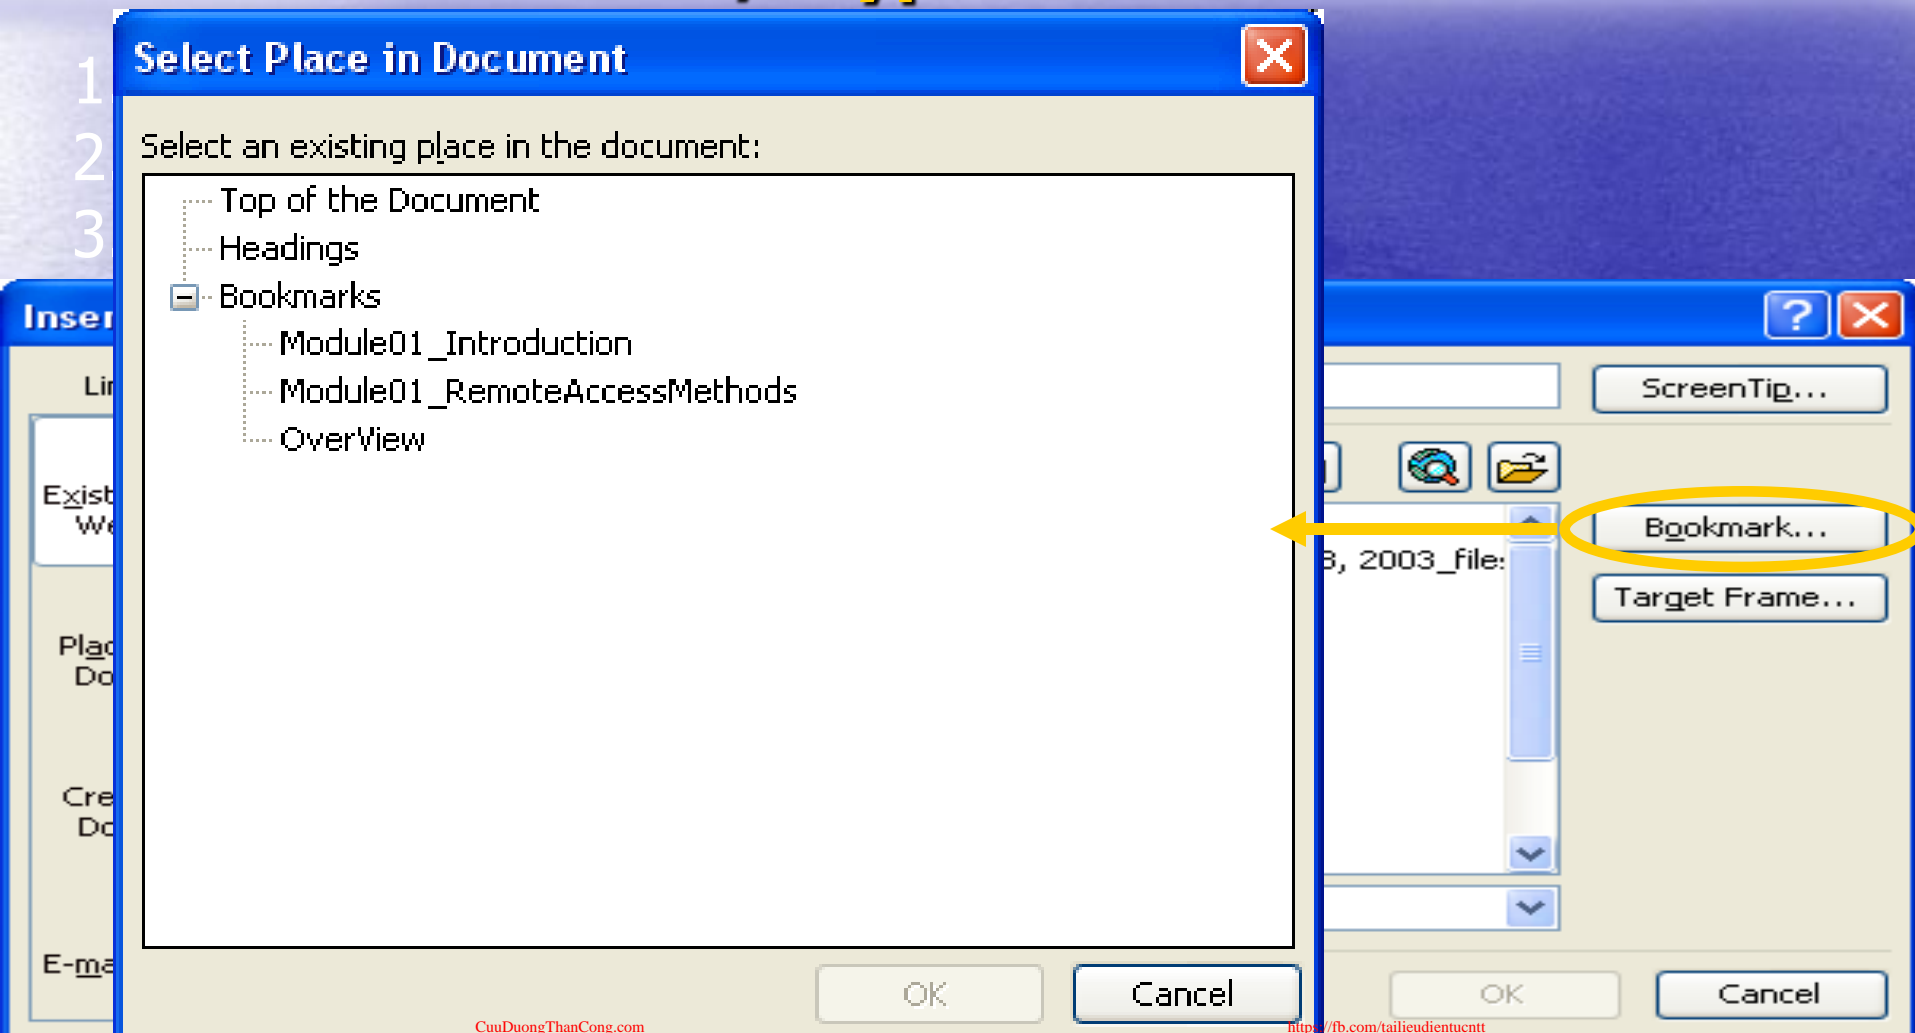 1
2
3
Select Place in Document
Select an existing place in the document:
Top of the Document
Headings
Bookmarks
Module01_Introduction
Module01_RemoteAccessMethods
OverView
OK
Cancel
Inser
Lin
ScreenTip...
Exist
We
Bookmark...
3, 2003_files
Target Frame...
Plac
Do
Cre
Do
E-ma
OK
Cancel
CuuDuongThanCong.com
https://fb.com/tailieudientucntt